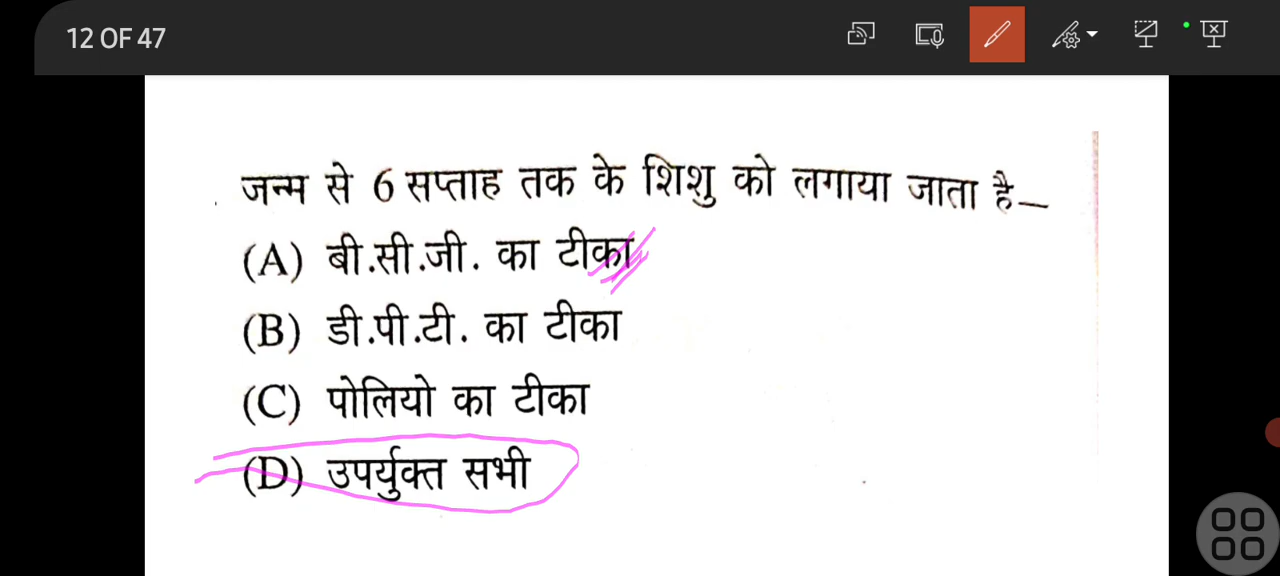 12 OF 47
जन्म से 6 सप्ताह तक के शिशु को लगाया जाता है—
(A) बी.सी.जी. का टीका
(B) डी.पी.टी. का टीका
(C) पोलियो का टीका
(D) उपर्युक्त सभी